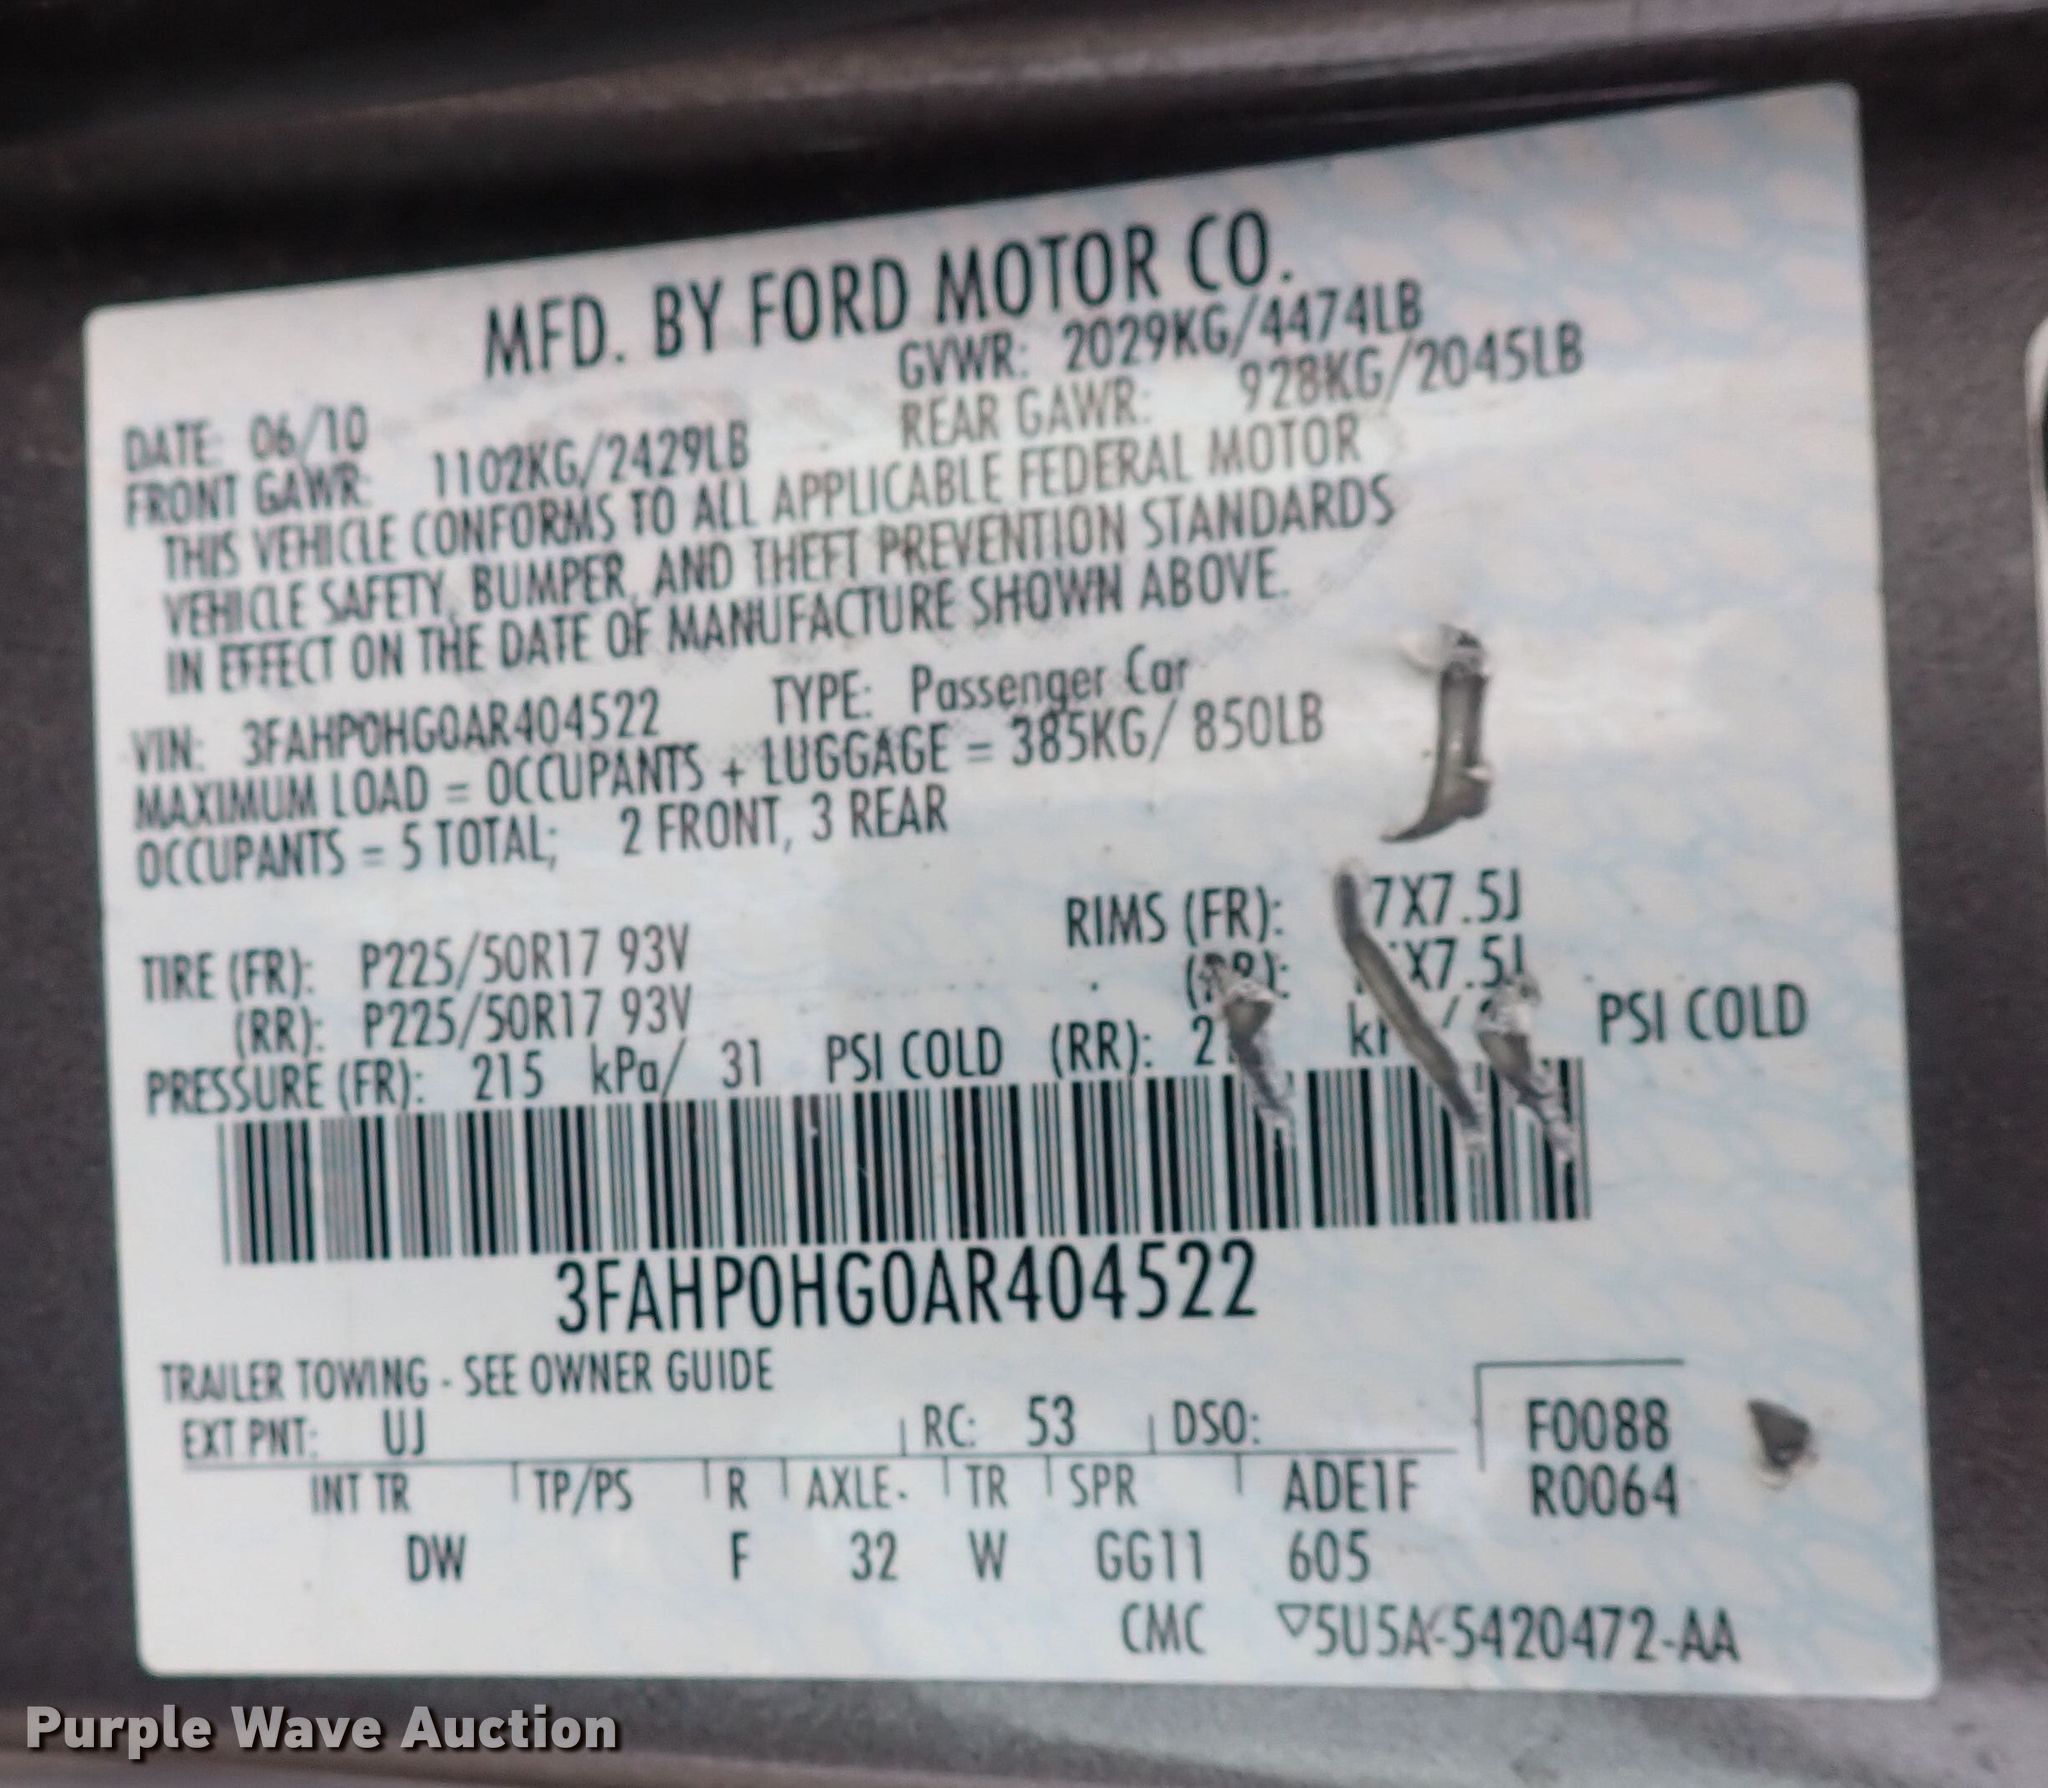 MFD. BY FORD MOTOR CO.
DATE: 06/10 GVWR: 2029KG/4474LB
FRONT GAWR: 1102KG/2429LB REAR GAWR: 928KG/2045LB
THIS VEHICLE CONFORMS TO ALL APPLICABLE FEDERAL MOTOR
VEHICLE SAFETY, BUMPER, AND THEFT PREVENTION STANDARDS
IN EFFECT ON THE DATE OF MANUFACTURE SHOWN ABOVE.
VIN: 3FAHP0HG0AR404522 TYPE: Passenger Car
MAXIMUM LOAD = OCCUPANTS + LUGGAGE = 385KG/ 850LB
OCCUPANTS = 5 TOTAL; 2 FRONT, 3 REAR
TIRE (FR): P225/50R17 93V RIMS (FR): 7X7.5J
(RR): P225/50R17 93V X7.5J
PRESSURE (FR): 215 kPa/ 31 PSI COLD (RR): PSI COLD
3FAHP0HG0AR404522
TRAILER TOWING - SEE OWNER GUIDE
EXT PNT: UJ RC: 53 DSO: F0088
INT TR TP/PS R AXLE- TR SPR ADE1F R0064
DW F 32 W GG11 605
CMC ▽5U5A-5420472-AA
Purple Wave Auction